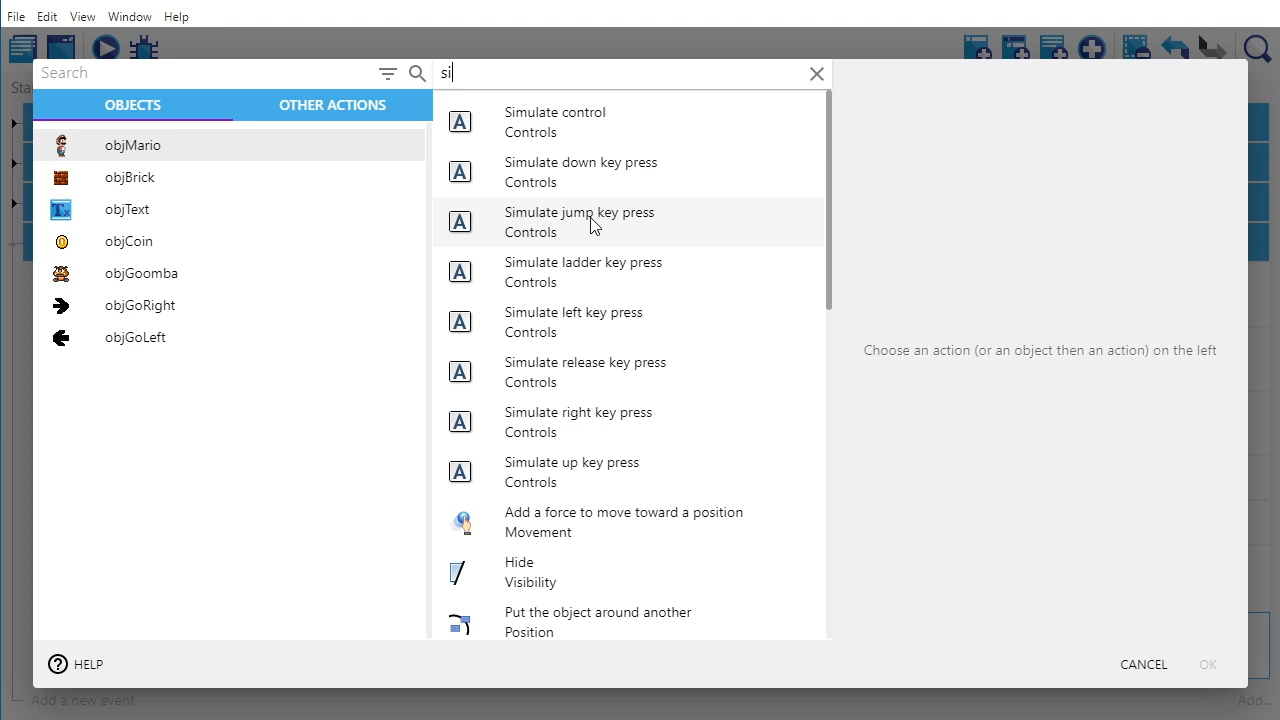 File Edit View Window Help
Search
si
OBJECTS
OTHER ACTIONS
objMario
objBrick
objText
objCoin
objGoomba
objGoRight
objGoLeft
Simulate control
Controls
Simulate down key press
Controls
Simulate jump key press
Controls
Simulate ladder key press
Controls
Simulate left key press
Controls
Simulate release key press
Controls
Simulate right key press
Controls
Simulate up key press
Controls
Add a force to move toward a position
Movement
Hide
Visibility
Put the object around another
Position
Choose an action (or an object then an action) on the left
HELP
CANCEL
OK
Add a new event
Add...